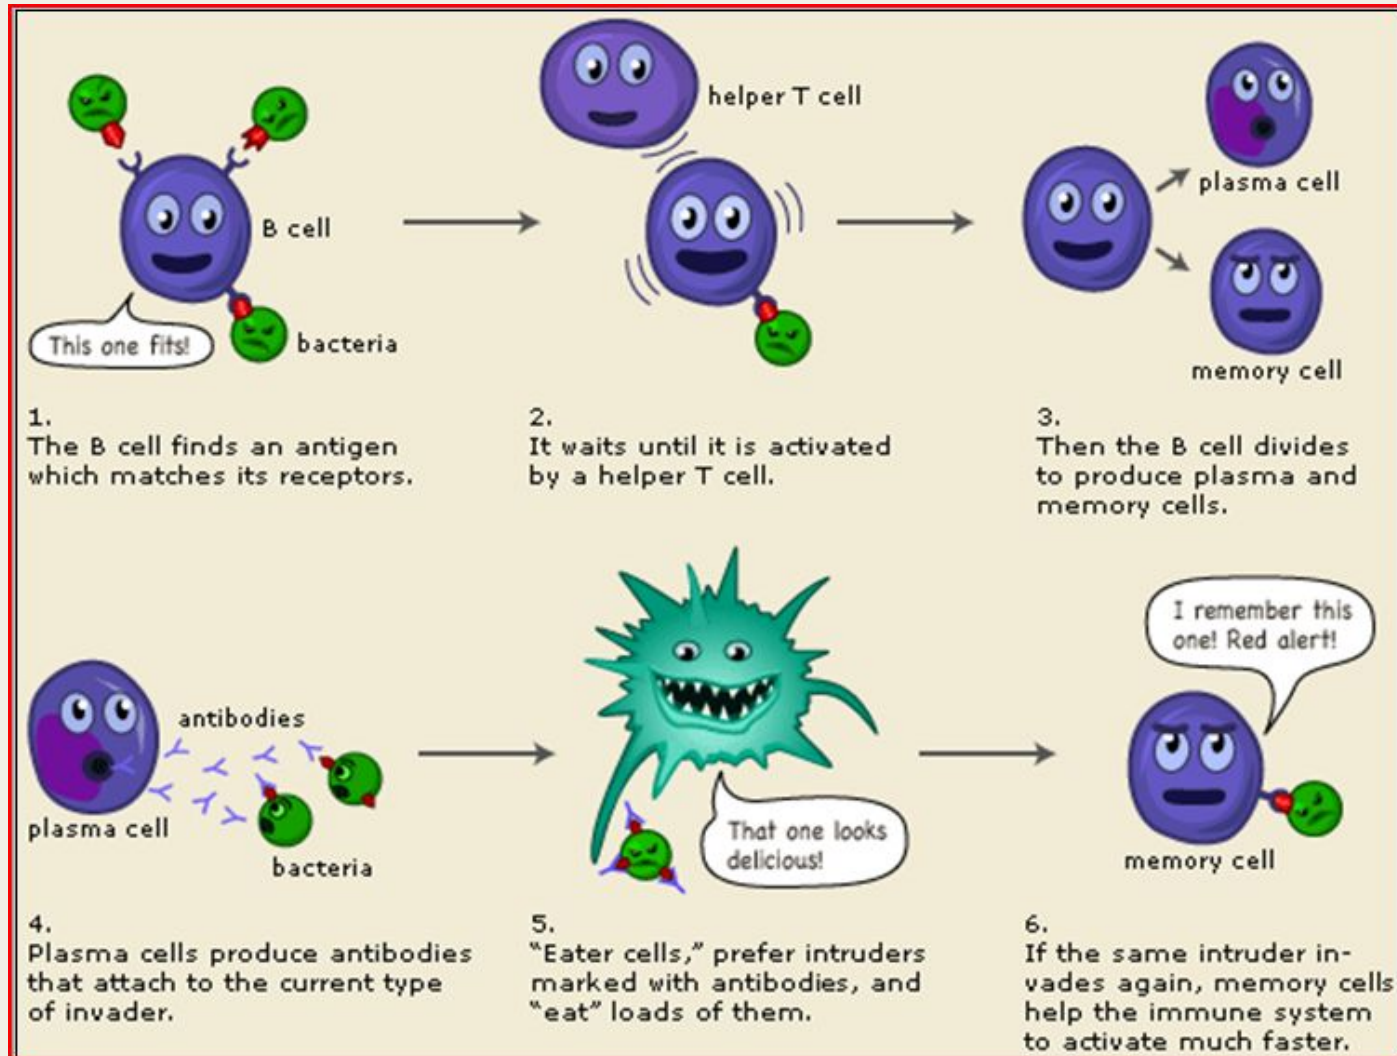 helper T cell
B cell
This one fits!
bacteria
plasma cell
memory cell
1.
The B cell finds an antigen
which matches its receptors.
2.
It waits until it is activated
by a helper T cell.
3.
Then the B cell divides
to produce plasma and
memory cells.
antibodies
plasma cell
bacteria
That one looks
delicious!
I remember this
one! Red alert!
memory cell
4.
Plasma cells produce antibodies
that attach to the current type
of invader.
5.
“Eater cells,” prefer intruders
marked with antibodies, and
“eat” loads of them.
6.
If the same intruder in-
vades again, memory cells
help the immune system
to activate much faster.